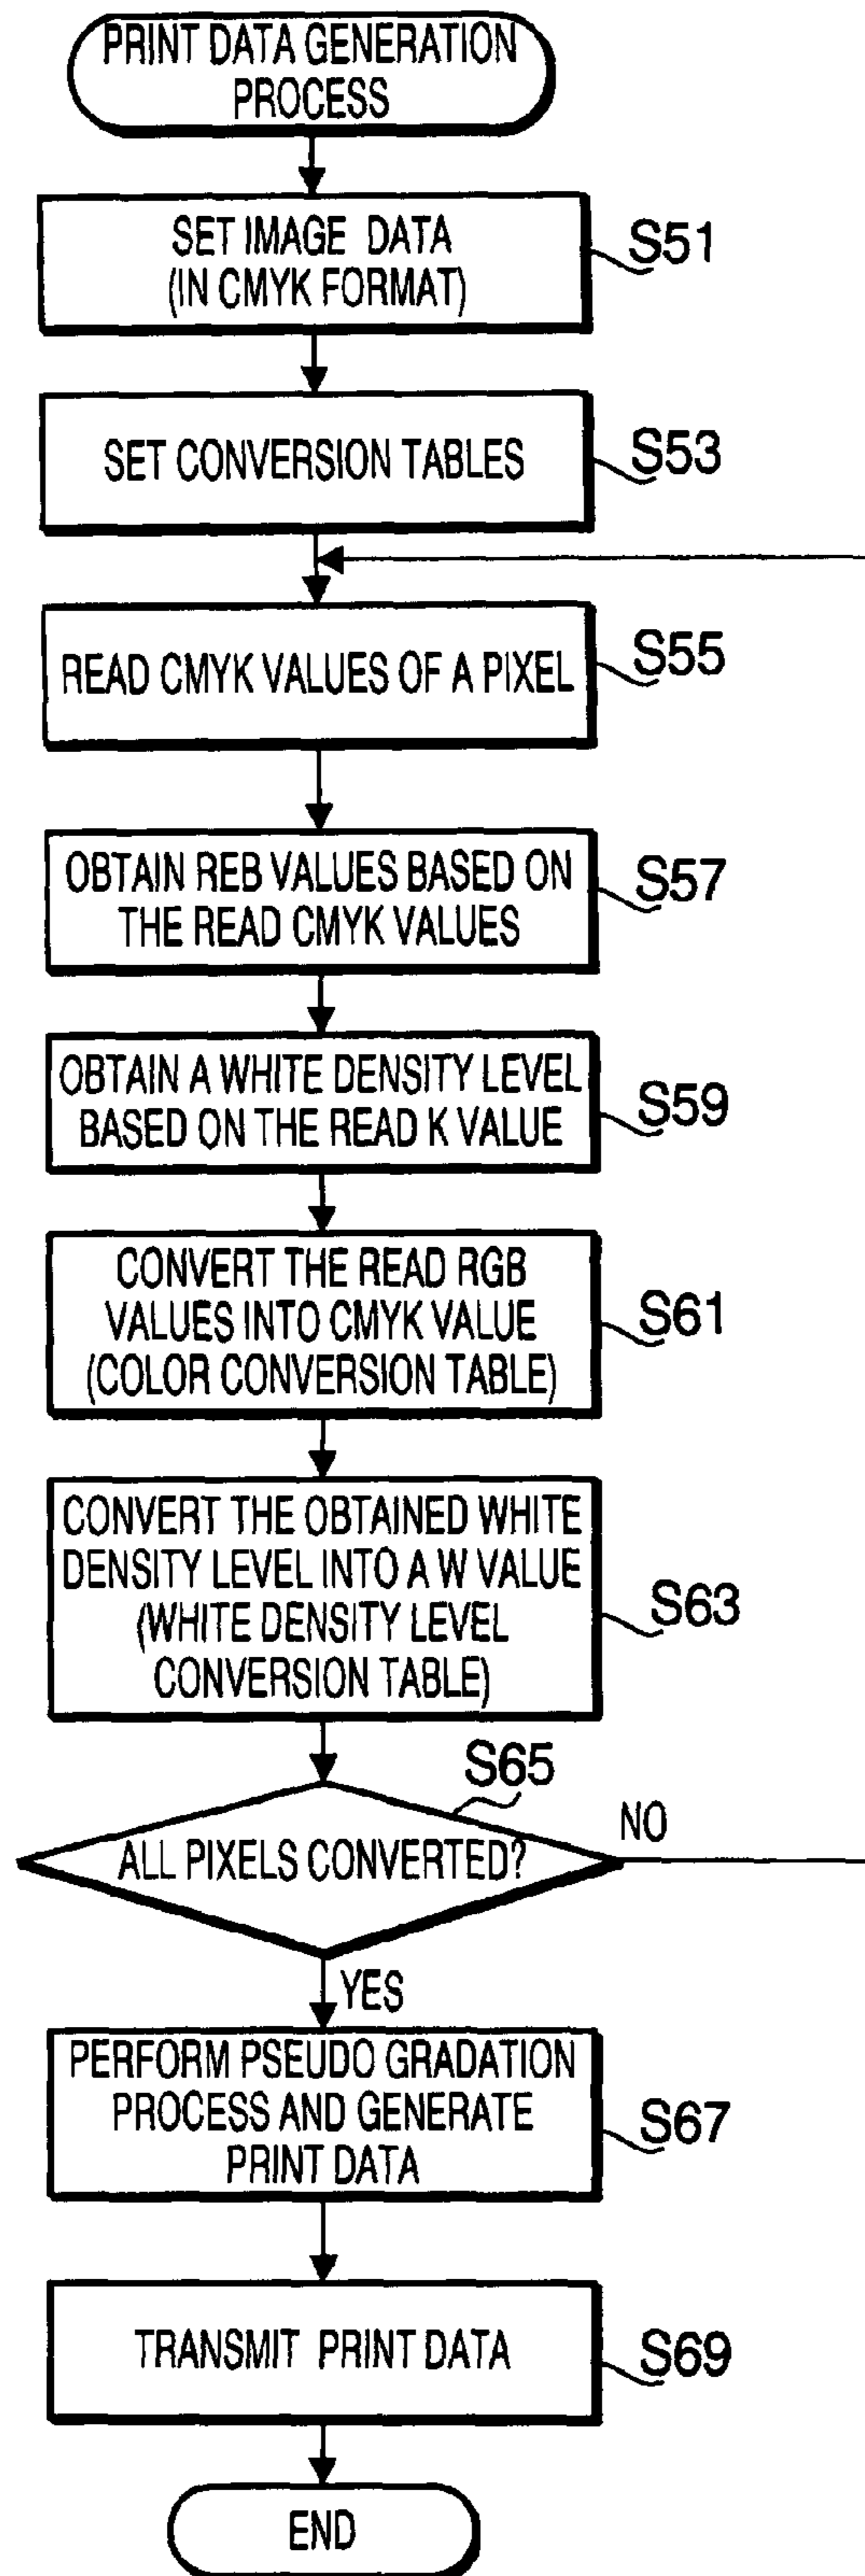 PRINT DATA GENERATION
PROCESS
SET IMAGE DATA
(IN CMYK FORMAT)
S51
SET CONVERSION TABLES
S53
READ CMYK VALUES OF A PIXEL
S55
OBTAIN REB VALUES BASED ON
THE READ CMYK VALUES
S57
OBTAIN A WHITE DENSITY LEVEL
BASED ON THE READ K VALUE
S59
CONVERT THE READ RGB
VALUES INTO CMYK VALUE
(COLOR CONVERSION TABLE)
S61
CONVERT THE OBTAINED WHITE
DENSITY LEVEL INTO A W VALUE
(WHITE DENSITY LEVEL
CONVERSION TABLE)
S63
S65
ALL PIXELS CONVERTED?
NO
YES
PERFORM PSEUDO GRADATION
PROCESS AND GENERATE
PRINT DATA
S67
TRANSMIT PRINT DATA
S69
END